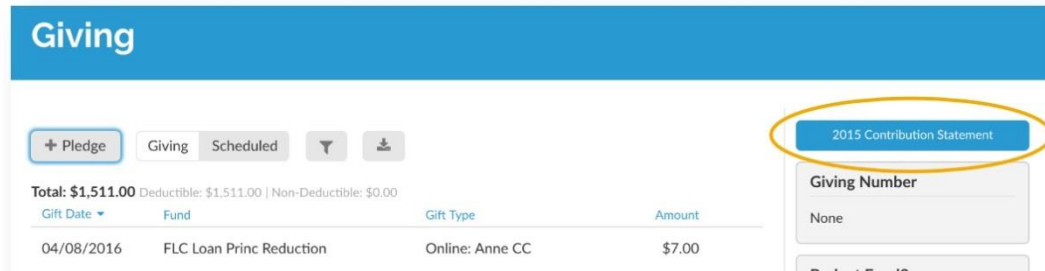 Giving
+ Pledge Giving Scheduled
Total: $1,511.00 Deductible: $1,511.00 | Non-Deductible: $0.00
Gift Date Fund Gift Type Amount
04/08/2016 FLC Loan Princ Reduction Online: Anne CC $7.00
2015 Contribution Statement
Giving Number
None